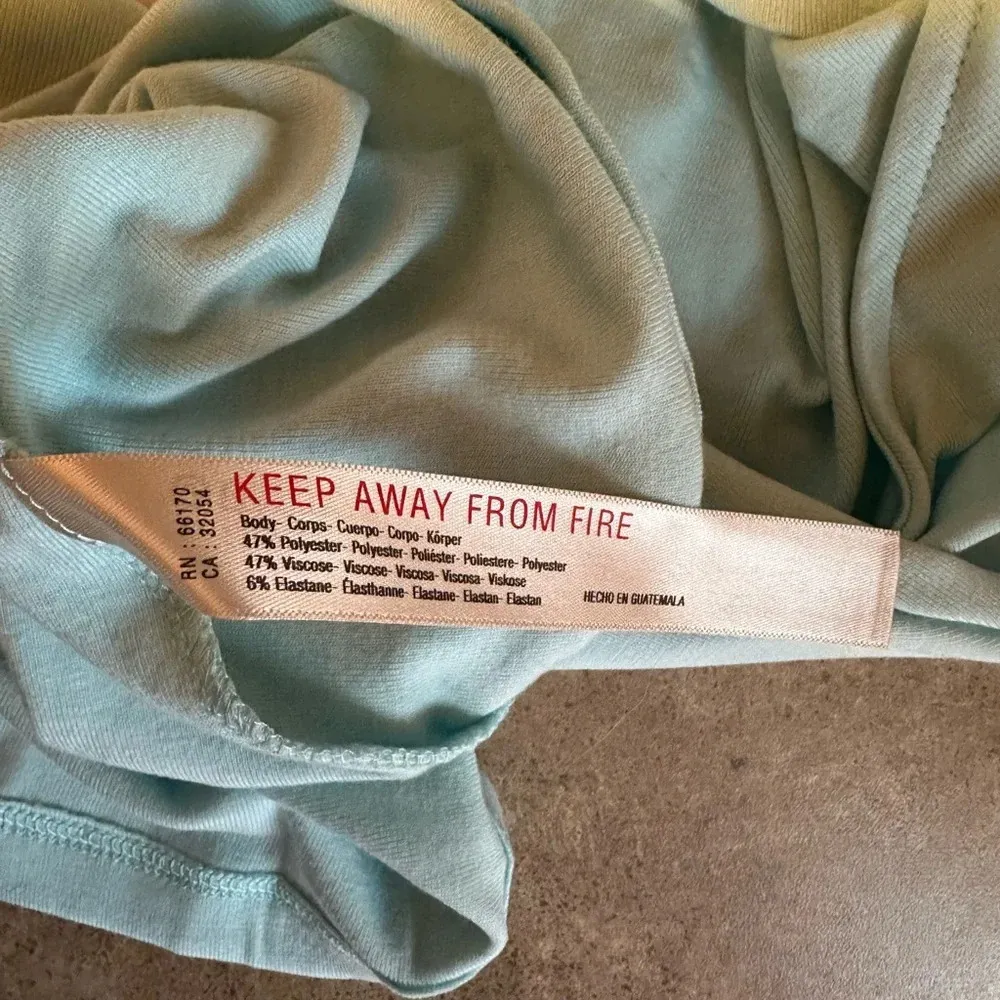 RN : 66170
CA : 32054
KEEP AWAY FROM FIRE
Body- Corps- Cuerpo- Corpo- Körper
47% Polyester- Polyester- Poliéster- Poliestere- Polyester
47% Viscose- Viscose- Viscosa- Viscosa- Viskose
6% Elastane- Élasthanne- Elastane- Elastan- Elastan
HECHO EN GUATEMALA